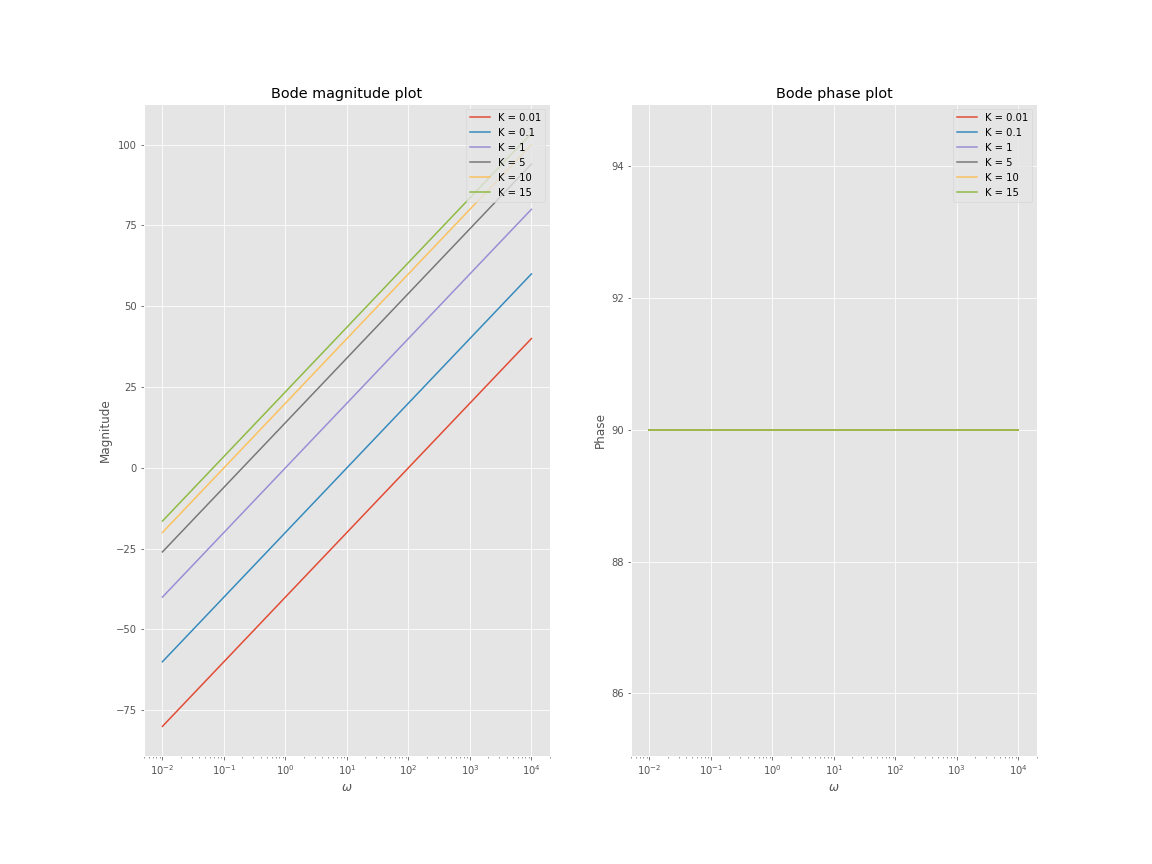 Bode magnitude plot
K = 0.01
K = 0.1
K = 1
K = 5
K = 10
K = 15
100
75
50
25
0
−25
−50
−75
Magnitude
10⁻²
10⁻¹
10⁰
10¹
10²
10³
10⁴
ω
Bode phase plot
K = 0.01
K = 0.1
K = 1
K = 5
K = 10
K = 15
94
92
90
88
86
Phase
10⁻²
10⁻¹
10⁰
10¹
10²
10³
10⁴
ω